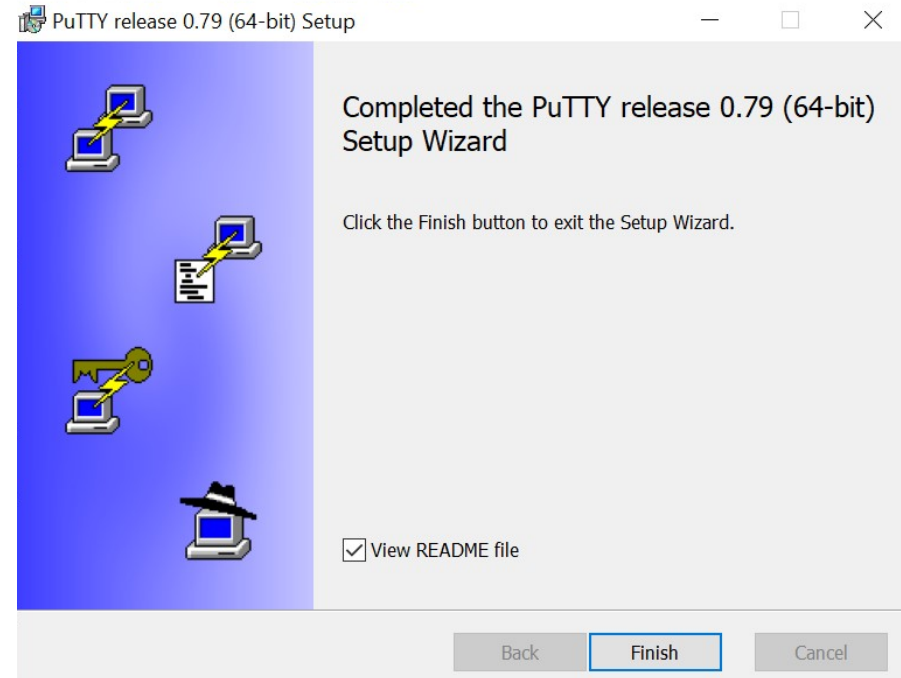 PuTTY release 0.79 (64-bit) Setup
Completed the PuTTY release 0.79 (64-bit)
Setup Wizard
Click the Finish button to exit the Setup Wizard.
View README file
Back Finish Cancel